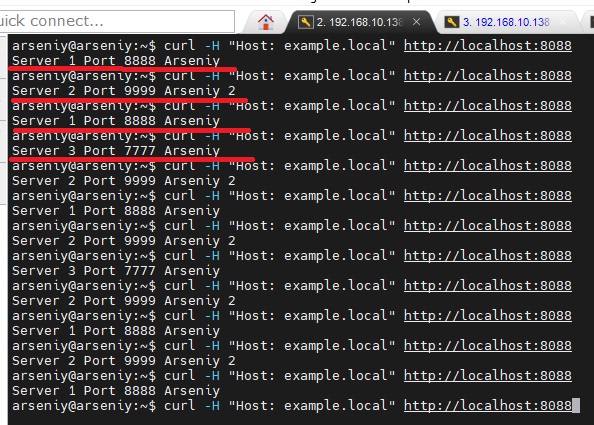 uick connect...
2. 192.168.10.138
3. 192.168.10.138
arseniy@arseniy:~$ curl -H "Host: example.local" http://localhost:8088
Server 1 Port 8888 Arseniy
arseniy@arseniy:~$ curl -H "Host: example.local" http://localhost:8088
Server 2 Port 9999 Arseniy 2
arseniy@arseniy:~$ curl -H "Host: example.local" http://localhost:8088
Server 1 Port 8888 Arseniy
arseniy@arseniy:~$ curl -H "Host: example.local" http://localhost:8088
Server 3 Port 7777 Arseniy
arseniy@arseniy:~$ curl -H "Host: example.local" http://localhost:8088
Server 2 Port 9999 Arseniy 2
arseniy@arseniy:~$ curl -H "Host: example.local" http://localhost:8088
Server 1 Port 8888 Arseniy
arseniy@arseniy:~$ curl -H "Host: example.local" http://localhost:8088
Server 2 Port 9999 Arseniy 2
arseniy@arseniy:~$ curl -H "Host: example.local" http://localhost:8088
Server 3 Port 7777 Arseniy
arseniy@arseniy:~$ curl -H "Host: example.local" http://localhost:8088
Server 2 Port 9999 Arseniy 2
arseniy@arseniy:~$ curl -H "Host: example.local" http://localhost:8088
Server 1 Port 8888 Arseniy
arseniy@arseniy:~$ curl -H "Host: example.local" http://localhost:8088
Server 2 Port 9999 Arseniy 2
arseniy@arseniy:~$ curl -H "Host: example.local" http://localhost:8088
Server 1 Port 8888 Arseniy
arseniy@arseniy:~$ curl -H "Host: example.local" http://localhost:8088